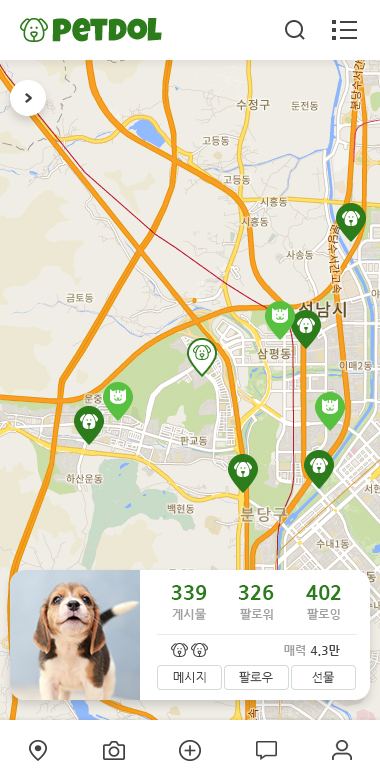 PETDOL
수정구
둔전동
고등동
고등동
시흥동
시흥동
사송동
금토동
성남시
삼평동
이매2동
운중
판교동
하산운동
백현동
분당구
서현
수내1동
339 326 402
게시물 팔로워 팔로잉
매력 4.3만
메시지 팔로우 선물